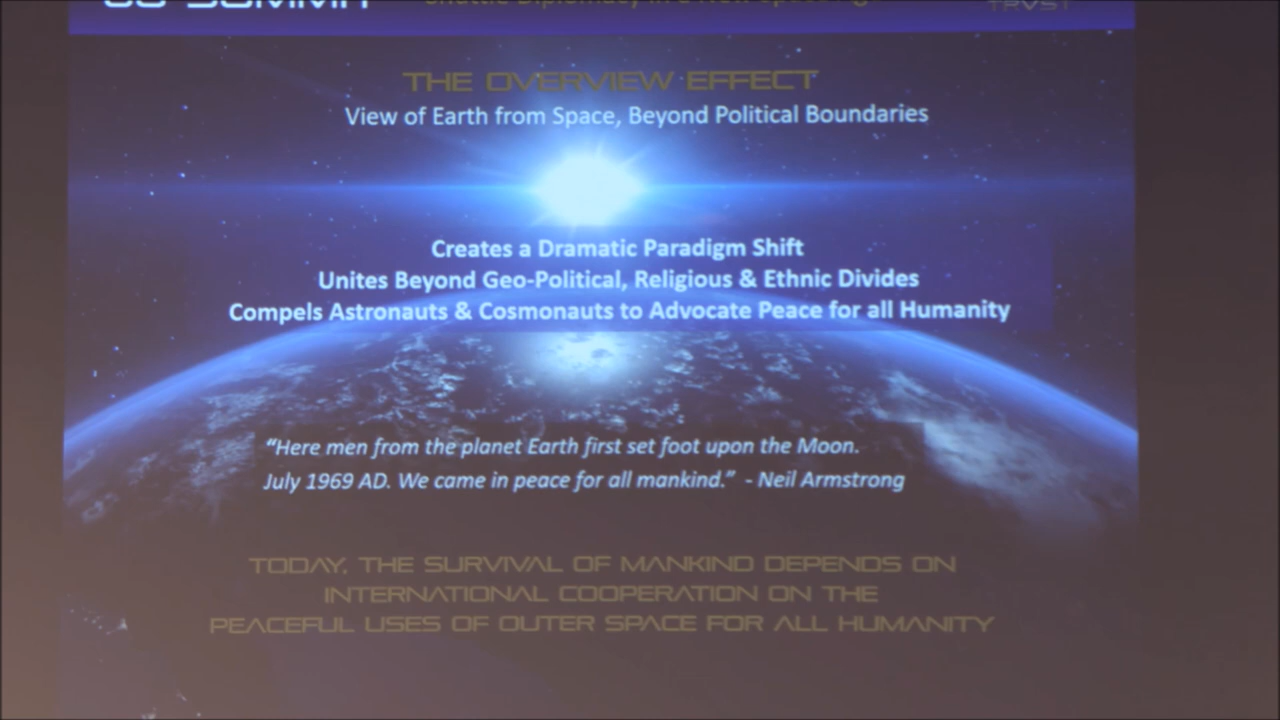 SUMMIT
TRVST
THE OVERVIEW EFFECT
View of Earth from Space, Beyond Political Boundaries
Creates a Dramatic Paradigm Shift
Unites Beyond Geo-Political, Religious & Ethnic Divides
Compels Astronauts & Cosmonauts to Advocate Peace for all Humanity
“Here men from the planet Earth first set foot upon the Moon.
July 1969 AD. We came in peace for all mankind.” - Neil Armstrong
TODAY, THE SURVIVAL OF MANKIND DEPENDS ON
INTERNATIONAL COOPERATION ON THE
PEACEFUL USES OF OUTER SPACE FOR ALL HUMANITY